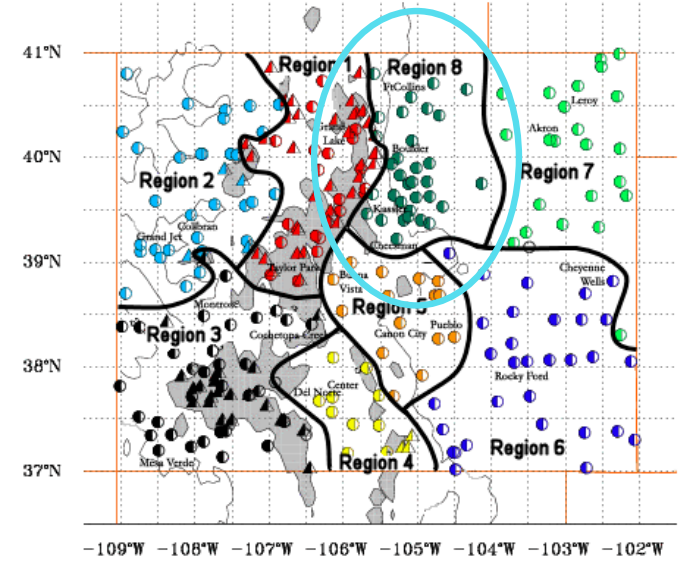 41°N
Region 1
Region 8
FtCollins
Leroy
Grand
Lake
Akron
40°N
Boulder
Region 7
Region 2
Kassler
Collbran
Grand Jct
Cheesman
39°N
Taylor Park
Buena
Vista
Cheyenne
Wells
Montrose
Region 5
Region 3
Cochetopa Creek
Canon City
Pueblo
38°N
Rocky Ford
Center
Del Norte
Region 6
Mesa Verde
Region 4
37°N
-109°W -108°W -107°W -106°W -105°W -104°W -103°W -102°W